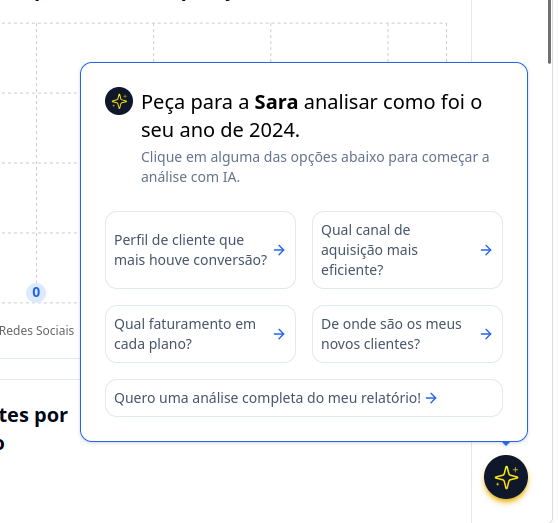 Peça para a Sara analisar como foi o
seu ano de 2024.
Clique em alguma das opções abaixo para começar a
análise com IA.
Perfil de cliente que
mais houve conversão?
Qual canal de
aquisição mais
eficiente?
0
Redes Sociais
Qual faturamento em
cada plano?
De onde são os meus
novos clientes?
Quero uma análise completa do meu relatório!
tes por
o